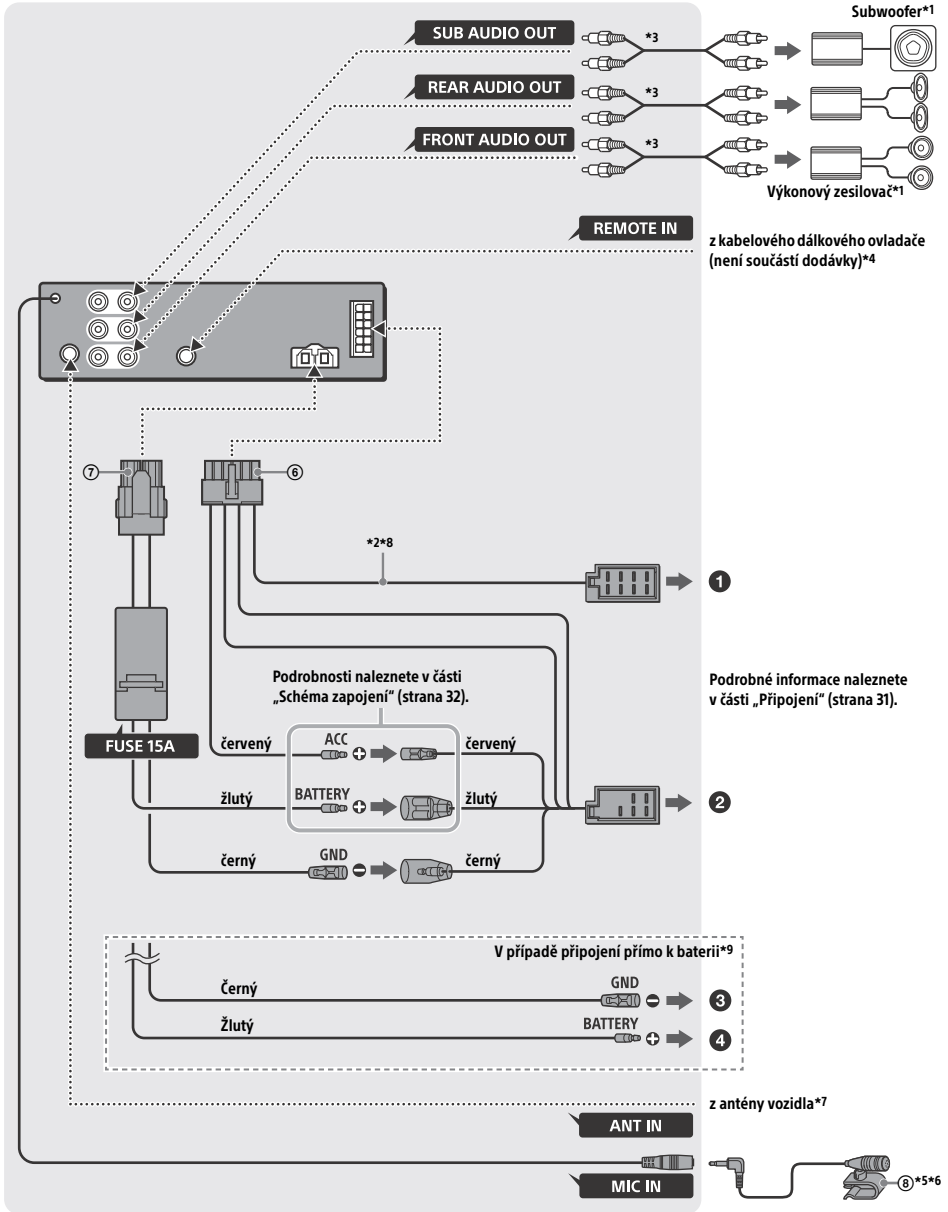 Subwoofer*1
SUB AUDIO OUT
*3
REAR AUDIO OUT
*3
FRONT AUDIO OUT
*3
Výkonový zesilovač*1
REMOTE IN
z kabelového dálkového ovladače
(není součástí dodávky)*4
⑦
⑥
*2*8
❶
Podrobnosti naleznete v části
„Schéma zapojení“ (strana 32).
Podrobné informace naleznete
v části „Připojení“ (strana 31).
FUSE 15A
červený
ACC
červený
žlutý
BATTERY
žlutý
❷
černý
GND
černý
V případě připojení přímo k baterii*9
Černý
GND
❸
Žlutý
BATTERY
❹
z antény vozidla*7
ANT IN
MIC IN
⑧*5*6